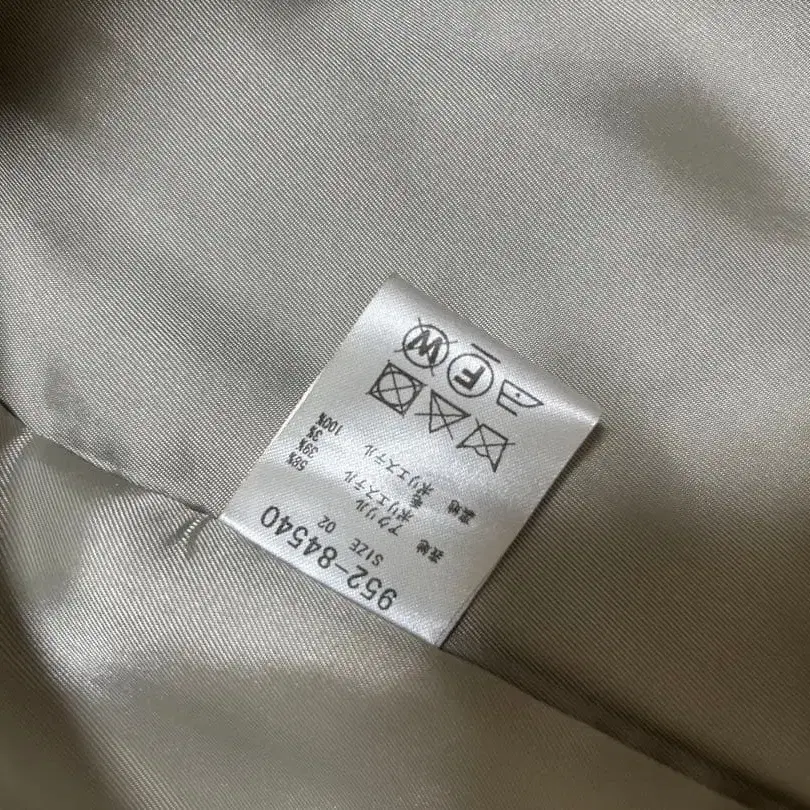 952-84540
SIZE 02
表地 アクリル 58%
ポリエステル 39%
毛 3%
裏地 ポリエステル 100%
F W